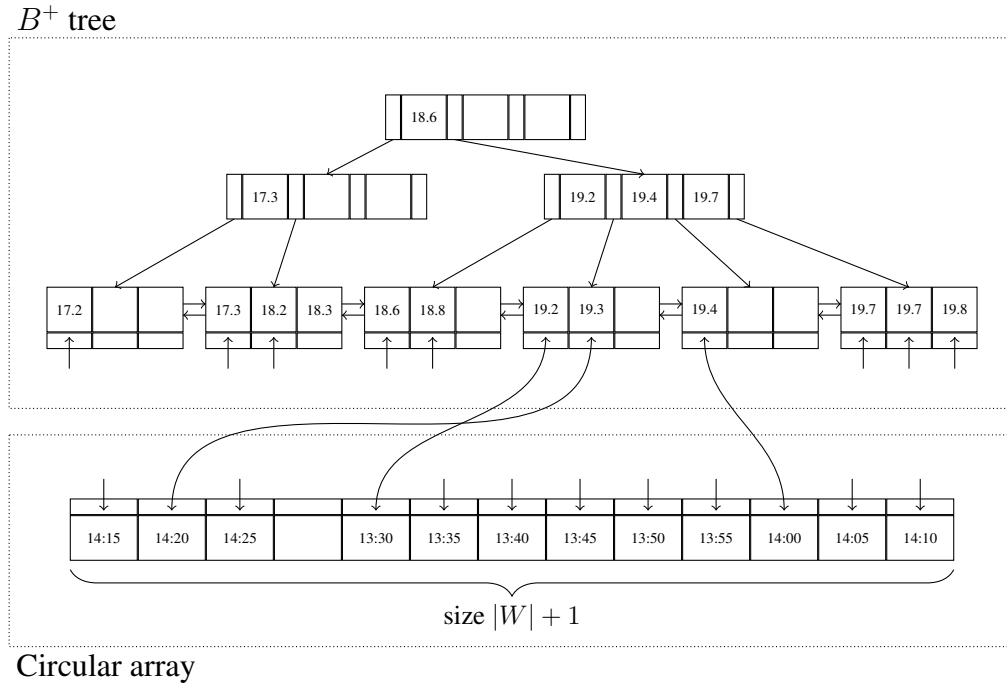 B⁺ tree
18.6
17.3 19.2 19.4 19.7
17.2 17.3 18.2 18.3 18.6 18.8 19.2 19.3 19.4 19.7 19.7 19.8
14:15 14:20 14:25 13:30 13:35 13:40 13:45 13:50 13:55 14:00 14:05 14:10
size |W| + 1
Circular array